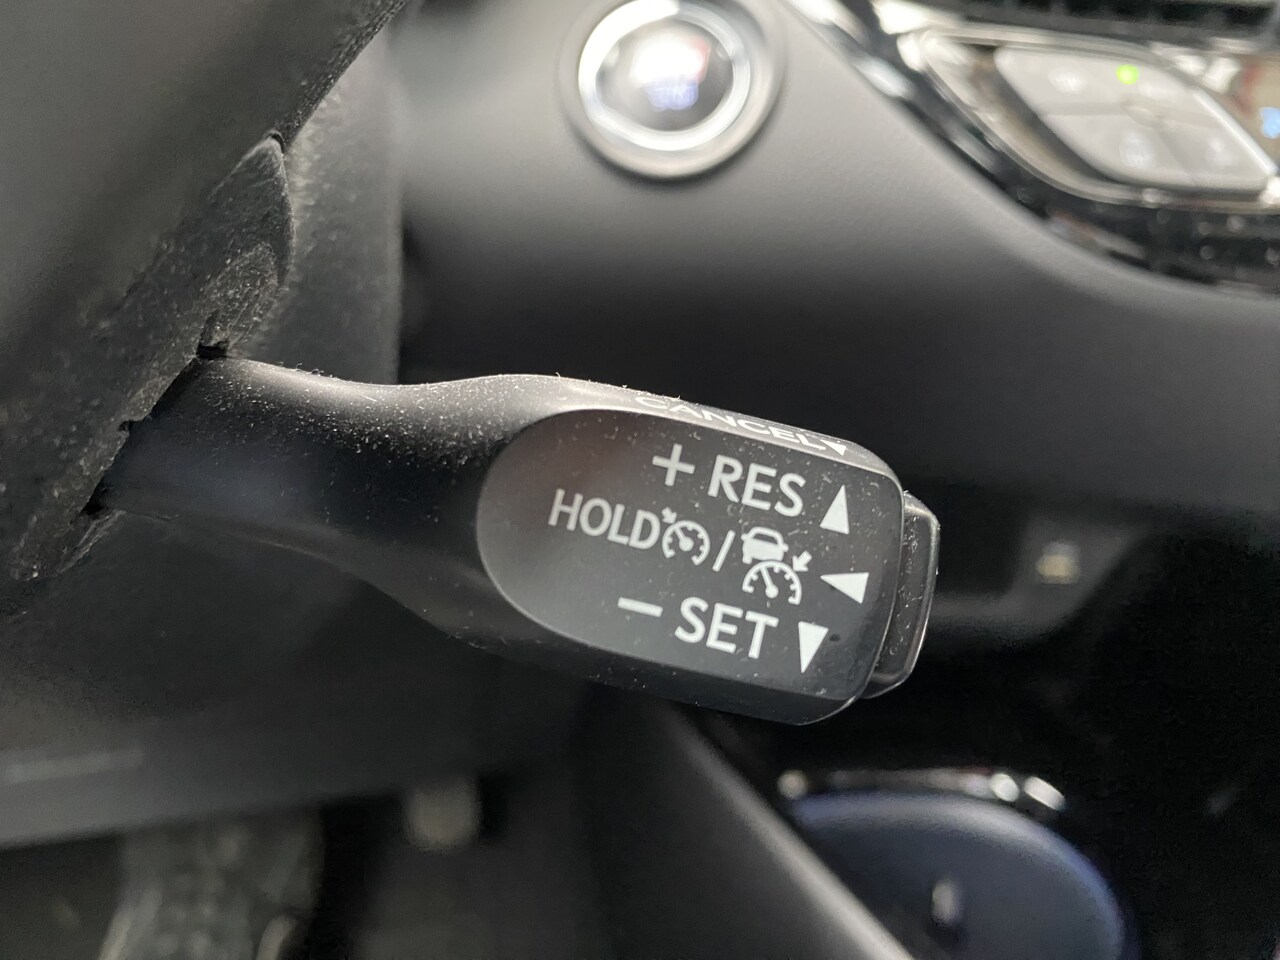 CANCEL
+ RES
HOLD /
− SET